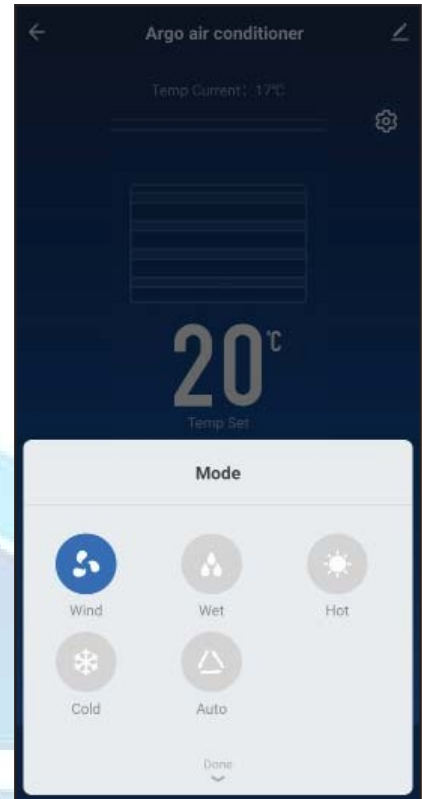 Argo air conditioner
Temp Current: 17℃
20℃
Temp Set
Mode
Wind Wet Hot
Cold Auto
Done